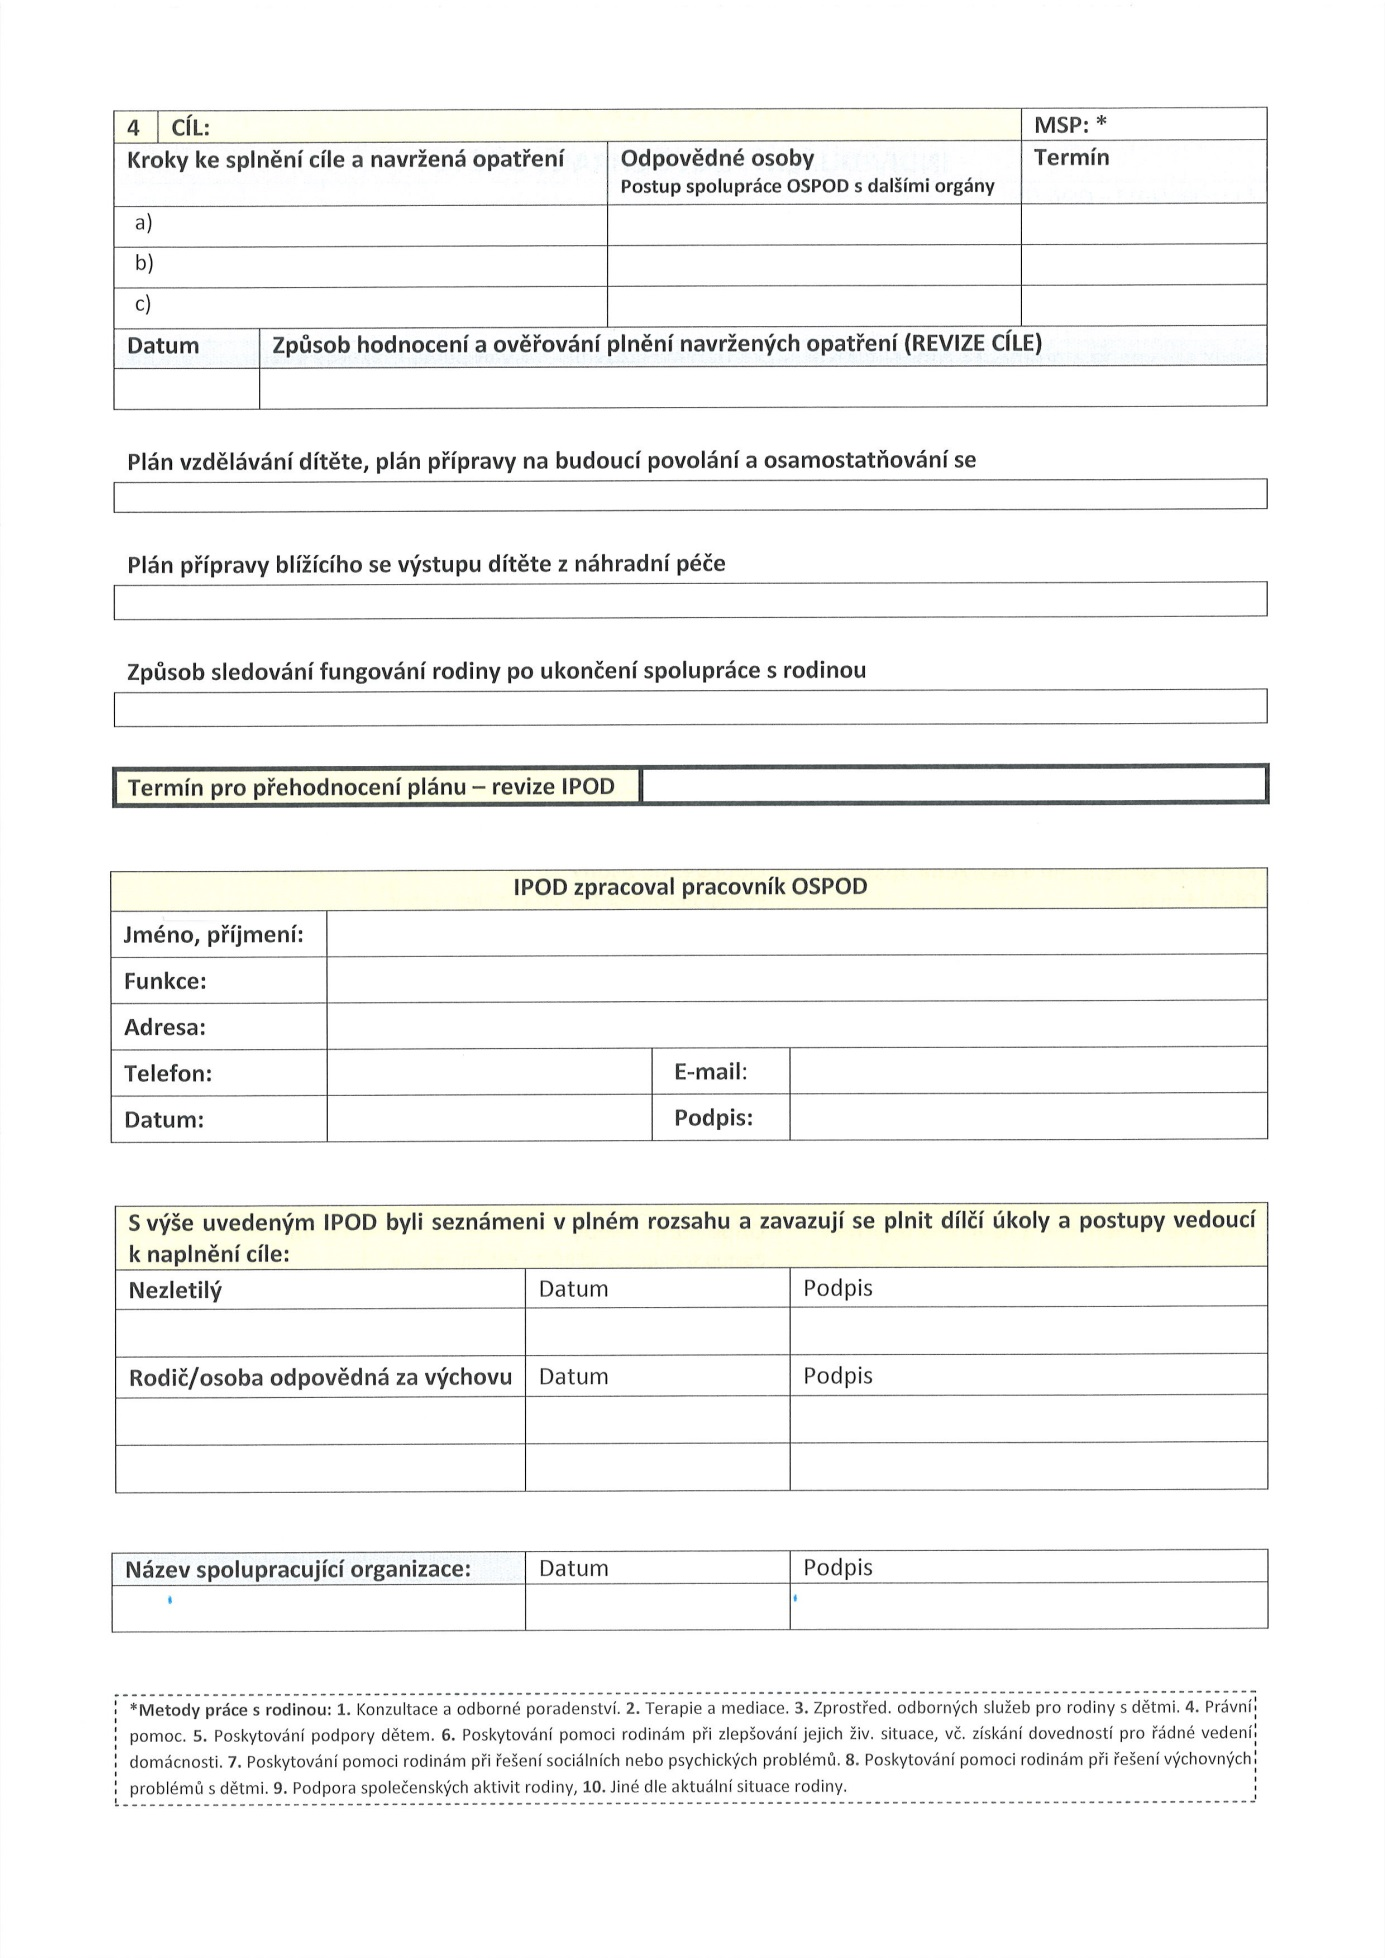 4 CÍL: MSP: *
Kroky ke splnění cíle a navržená opatření Odpovědné osoby Termín
Postup spolupráce OSPOD s dalšími orgány
a)
b)
c)
Datum Způsob hodnocení a ověřování plnění navržených opatření (REVIZE CÍLE)
Plán vzdělávání dítěte, plán přípravy na budoucí povolání a osamostatňování se
Plán přípravy blížícího se výstupu dítěte z náhradní péče
Způsob sledování fungování rodiny po ukončení spolupráce s rodinou
Termín pro přehodnocení plánu – revize IPOD
IPOD zpracoval pracovník OSPOD
Jméno, příjmení:
Funkce:
Adresa:
Telefon: E-mail:
Datum: Podpis:
S výše uvedeným IPOD byli seznámeni v plném rozsahu a zavazují se plnit dílčí úkoly a postupy vedoucí
k naplnění cíle:
Nezletilý Datum Podpis
Rodič/osoba odpovědná za výchovu Datum Podpis
Název spolupracující organizace: Datum Podpis
*Metody práce s rodinou: 1. Konzultace a odborné poradenství. 2. Terapie a mediace. 3. Zprostřed. odborných služeb pro rodiny s dětmi. 4. Právní
pomoc. 5. Poskytování podpory dětem. 6. Poskytování pomoci rodinám při zlepšování jejich živ. situace, vč. získání dovedností pro řádné vedení
domácnosti. 7. Poskytování pomoci rodinám při řešení sociálních nebo psychických problémů. 8. Poskytování pomoci rodinám při řešení výchovných
problémů s dětmi. 9. Podpora společenských aktivit rodiny, 10. Jiné dle aktuální situace rodiny.